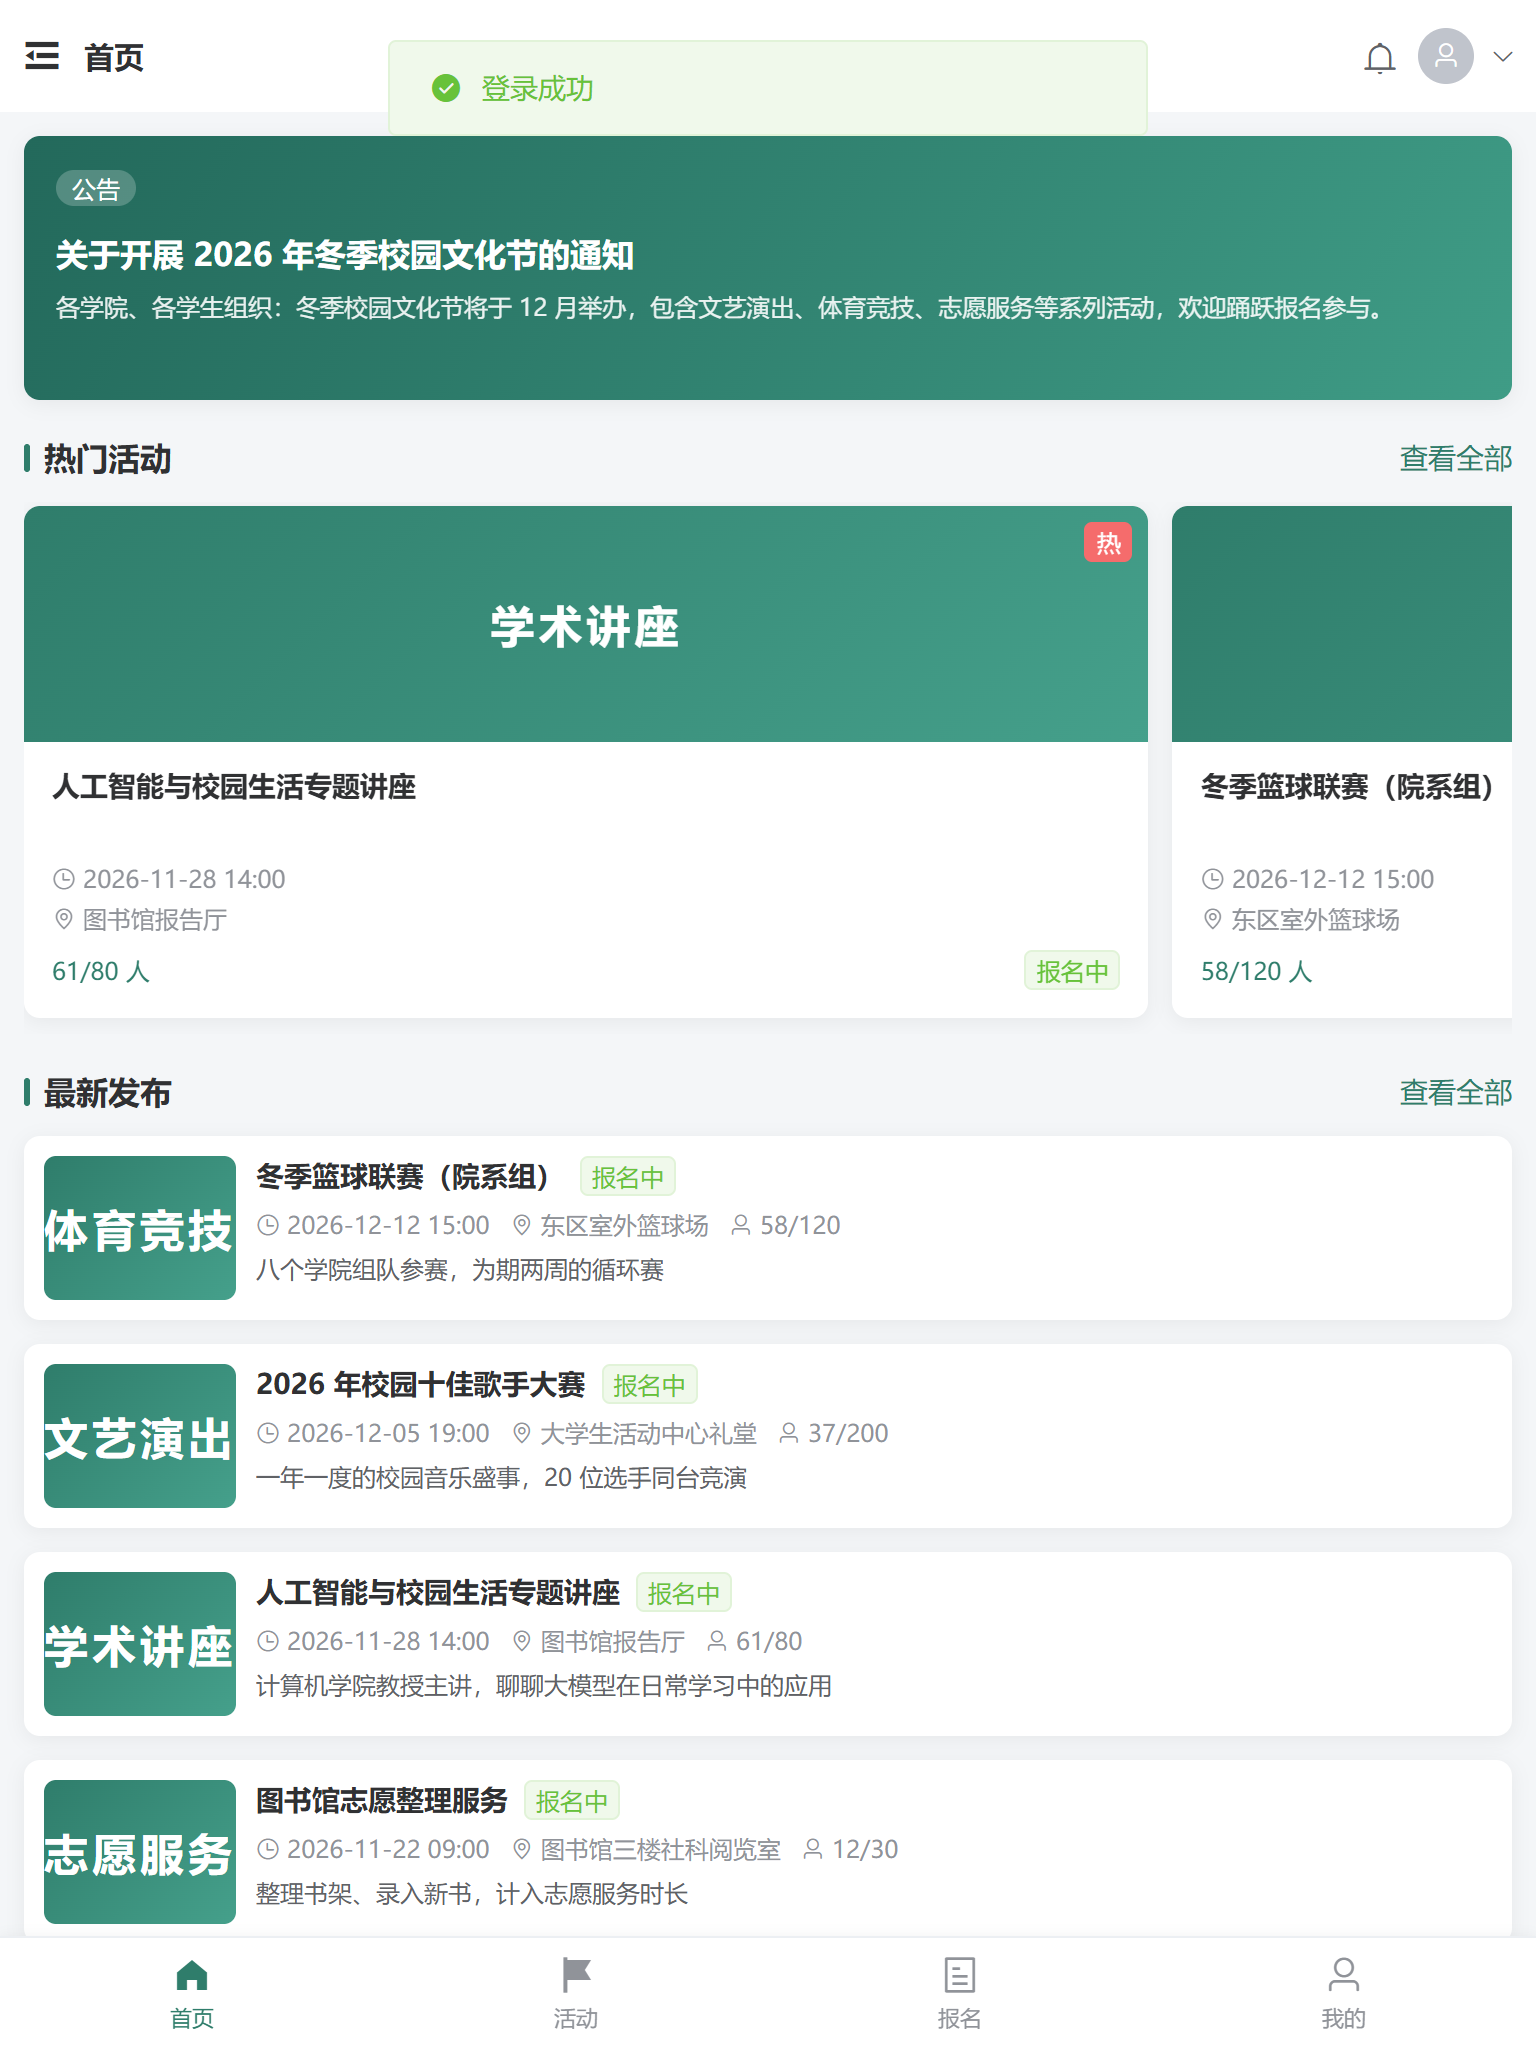 首页
登录成功
公告
关于开展 2026 年冬季校园文化节的通知
各学院、各学生组织：冬季校园文化节将于 12 月举办，包含文艺演出、体育竞技、志愿服务等系列活动，欢迎踊跃报名参与。
热门活动
查看全部
热
学术讲座
人工智能与校园生活专题讲座
2026-11-28 14:00
图书馆报告厅
61/80 人
报名中
冬季篮球联赛（院系组）
2026-12-12 15:00
东区室外篮球场
58/120 人
最新发布
查看全部
体育竞技
冬季篮球联赛（院系组） 报名中
2026-12-12 15:00 东区室外篮球场 58/120
八个学院组队参赛，为期两周的循环赛
文艺演出
2026 年校园十佳歌手大赛 报名中
2026-12-05 19:00 大学生活动中心礼堂 37/200
一年一度的校园音乐盛事，20 位选手同台竞演
学术讲座
人工智能与校园生活专题讲座 报名中
2026-11-28 14:00 图书馆报告厅 61/80
计算机学院教授主讲，聊聊大模型在日常学习中的应用
志愿服务
图书馆志愿整理服务 报名中
2026-11-22 09:00 图书馆三楼社科阅览室 12/30
整理书架、录入新书，计入志愿服务时长
首页
活动
报名
我的